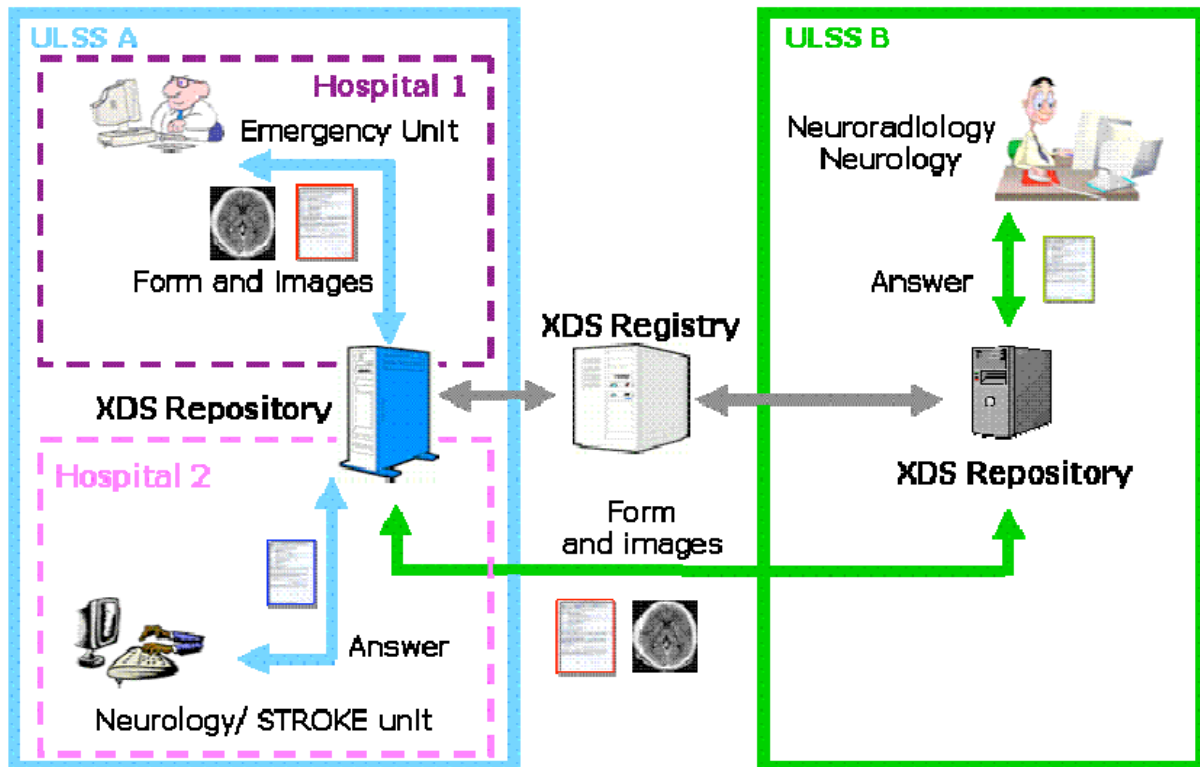 ULSS A
Hospital 1
Emergency Unit
Form and Images
XDS Repository
Hospital 2
Answer
Neurology/ STROKE unit
XDS Registry
Form
and images
ULSS B
Neuroradiology
Neurology
Answer
XDS Repository